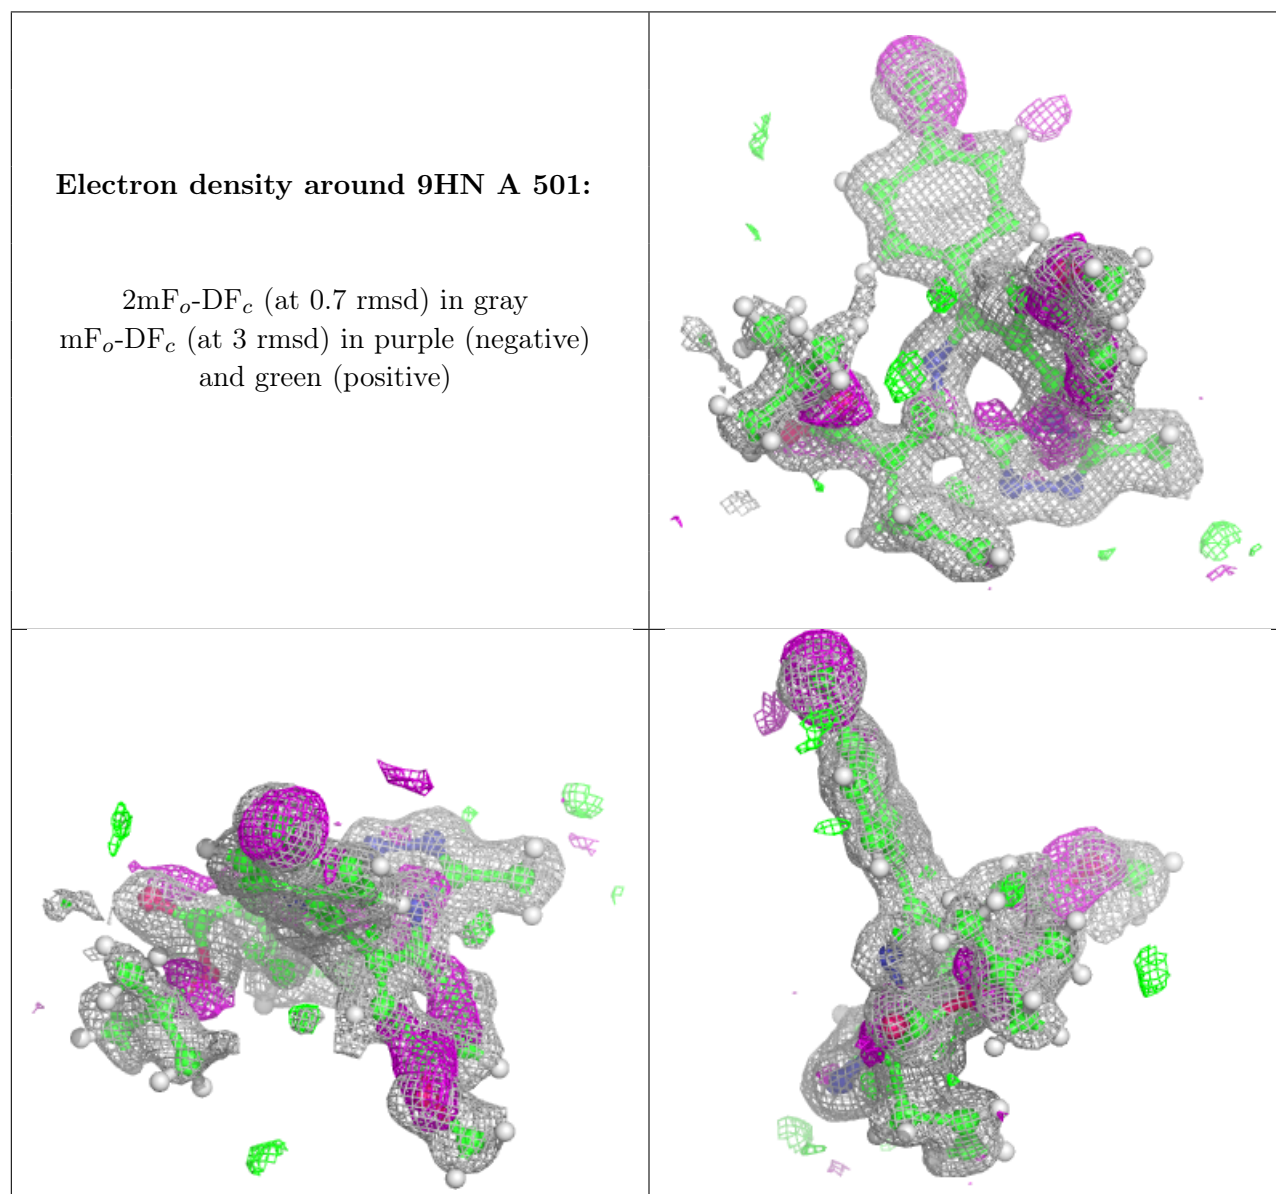 Electron density around 9HN A 501:
2mFo-DFc (at 0.7 rmsd) in gray
mFo-DFc (at 3 rmsd) in purple (negative)
and green (positive)